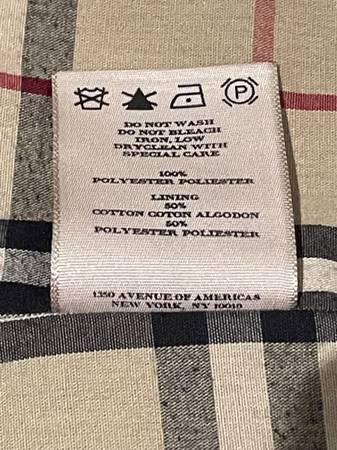 P
DO NOT WASH
DO NOT BLEACH
IRON, LOW
DRYCLEAN WITH
SPECIAL CARE
100%
POLYESTER POLIESTER
LINING
50%
COTTON COTON ALGODON
50%
POLYESTER POLIESTER
1350 AVENUE OF AMERICAS
NEW YORK, NY 10019